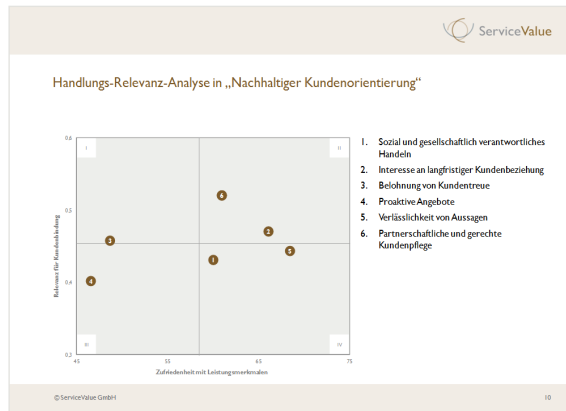 ServiceValue
Handlungs-Relevanz-Analyse in „Nachhaltiger Kundenorientierung“
0,6
0,5
0,4
0,3
Relevanz für Kundenbindung
I
II
III
IV
6
2
3
5
1
4
45
55
65
75
Zufriedenheit mit Leistungsmerkmalen
1. Sozial und gesellschaftlich verantwortliches
Handeln
2. Interesse an langfristiger Kundenbeziehung
3. Belohnung von Kundentreue
4. Proaktive Angebote
5. Verlässlichkeit von Aussagen
6. Partnerschaftliche und gerechte
Kundenpflege
©ServiceValue GmbH
10